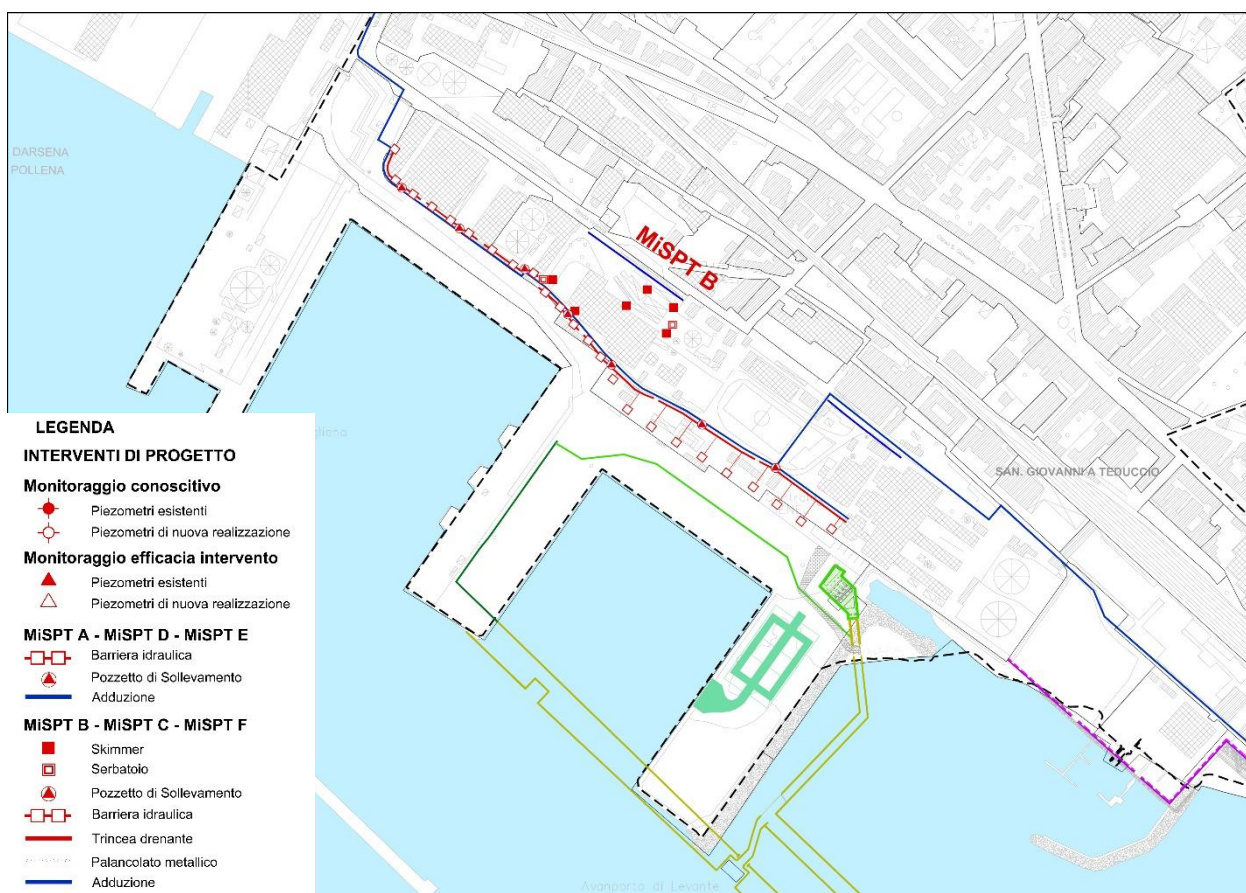 DARSENA
POLLENA
MiSPT B
SAN. GIOVANNI A TEDUCCIO
LEGENDA
INTERVENTI DI PROGETTO
Monitoraggio conoscitivo
Piezometri esistenti
Piezometri di nuova realizzazione
Monitoraggio efficacia intervento
Piezometri esistenti
Piezometri di nuova realizzazione
MiSPT A - MiSPT D - MiSPT E
Barriera idraulica
Pozzetto di Sollevamento
Adduzione
MiSPT B - MiSPT C - MiSPT F
Skimmer
Serbatoio
Pozzetto di Sollevamento
Barriera idraulica
Trincea drenante
Palancolato metallico
Adduzione
Avanporto di Levante